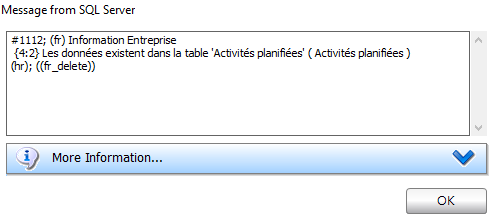 Message from SQL Server
#1112; (fr) Information Entreprise
{4:2} Les données existent dans la table 'Activités planifiées' ( Activités planifiées )
(hr); ((fr_delete))
More Information...
OK